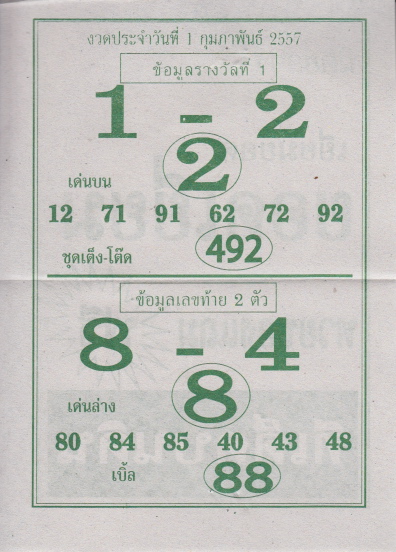 งวดประจำวันที่ 1 กุมภาพันธ์ 2557
ข้อมูลรางวัลที่ 1
1 - 2
2
เด่นบน
12 71 91 62 72 92
ชุดเต็ง-โต๊ด 492
ข้อมูลเลขท้าย 2 ตัว
8 - 4
8
เด่นล่าง
80 84 85 40 43 48
เบิ้ล 88